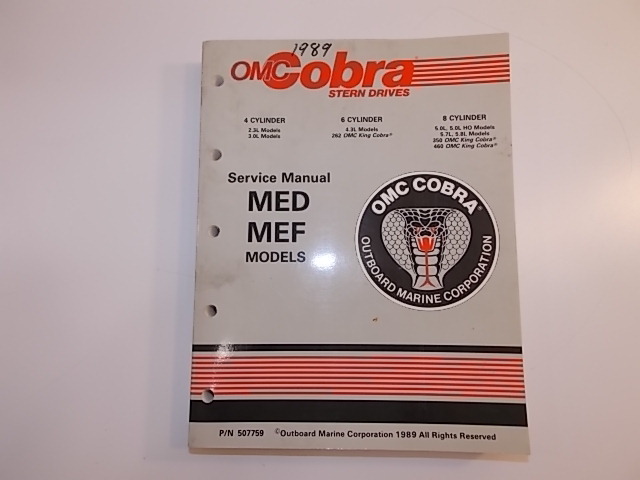 1989
OMC Cobra®
STERN DRIVES
4 CYLINDER
2.3L Models
3.0L Models
6 CYLINDER
4.3L Models
262 OMC King Cobra®
8 CYLINDER
5.0L, 5.0L HO Models
5.7L, 5.8L Models
350 OMC King Cobra®
460 OMC King Cobra®
Service Manual
MED
MEF
MODELS
OMC COBRA®
OUTBOARD MARINE CORPORATION
P/N 507759 ©Outboard Marine Corporation 1989 All Rights Reserved